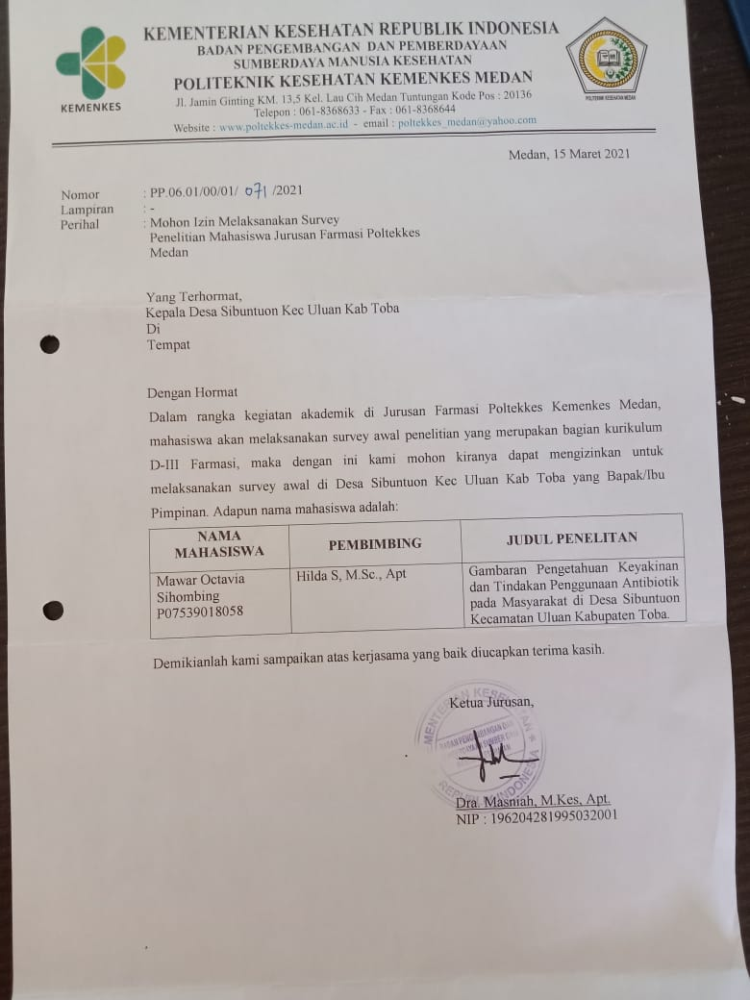 KEMENTERIAN KESEHATAN REPUBLIK INDONESIA
BADAN PENGEMBANGAN DAN PEMBERDAYAAN
SUMBERDAYA MANUSIA KESEHATAN
POLITEKNIK KESEHATAN KEMENKES MEDAN
Jl. Jamin Ginting KM. 13,5 Kel. Lau Cih Medan Tuntungan Kode Pos : 20136
Telepon : 061-8368633 - Fax : 061-8368644
Website : www.poltekkes-medan.ac.id - email : poltekkes_medan@yahoo.com
KEMENKES
POLITEKNIK KESEHATAN MEDAN
Medan, 15 Maret 2021
Nomor : PP.06.01/00/01/ 071 /2021
Lampiran : -
Perihal : Mohon Izin Melaksanakan Survey
Penelitian Mahasiswa Jurusan Farmasi Poltekkes
Medan
Yang Terhormat,
Kepala Desa Sibuntuon Kec Uluan Kab Toba
Di
Tempat
Dengan Hormat
Dalam rangka kegiatan akademik di Jurusan Farmasi Poltekkes Kemenkes Medan,
mahasiswa akan melaksanakan survey awal penelitian yang merupakan bagian kurikulum
D-III Farmasi, maka dengan ini kami mohon kiranya dapat mengizinkan untuk
melaksanakan survey awal di Desa Sibuntuon Kec Uluan Kab Toba yang Bapak/Ibu
Pimpinan. Adapun nama mahasiswa adalah:
NAMA
MAHASISWA
PEMBIMBING
JUDUL PENELITAN
Mawar Octavia
Sihombing
P07539018058
Hilda S, M.Sc., Apt
Gambaran Pengetahuan Keyakinan
dan Tindakan Penggunaan Antibiotik
pada Masyarakat di Desa Sibuntuon
Kecamatan Uluan Kabupaten Toba.
Demikianlah kami sampaikan atas kerjasama yang baik diucapkan terima kasih.
Ketua Jurusan,
REPUBLIK INDONESIA
Dra. Masniah, M.Kes, Apt.
NIP : 196204281995032001